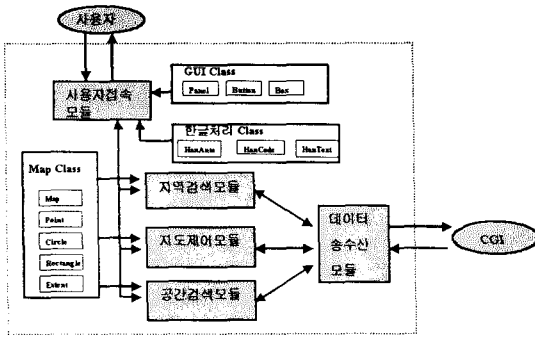 사용자
GUI Class
Panel Button Box
사용자접속
모듈
한글처리 Class
HanAuto HanCode HanText
Map Class
Map
Point
Circle
Rectangle
Extent
지역검색모듈
지도제어모듈
공간검색모듈
데이터
송수산
모듈
CGI